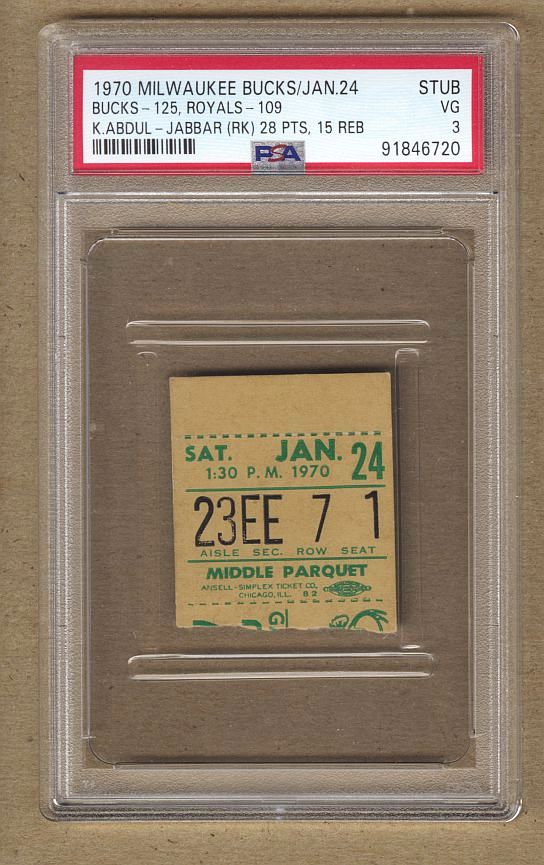 1970 MILWAUKEE BUCKS/JAN.24 STUB
BUCKS-125, ROYALS-109 VG
K.ABDUL-JABBAR (RK) 28 PTS, 15 REB 3
PSA 91846720
SAT. JAN. 24
1:30 P.M. 1970
23EE 7 1
AISLE SEC. ROW SEAT
MIDDLE PARQUET
ANSELL-SIMPLEX TICKET CO.
CHICAGO, ILL. 82